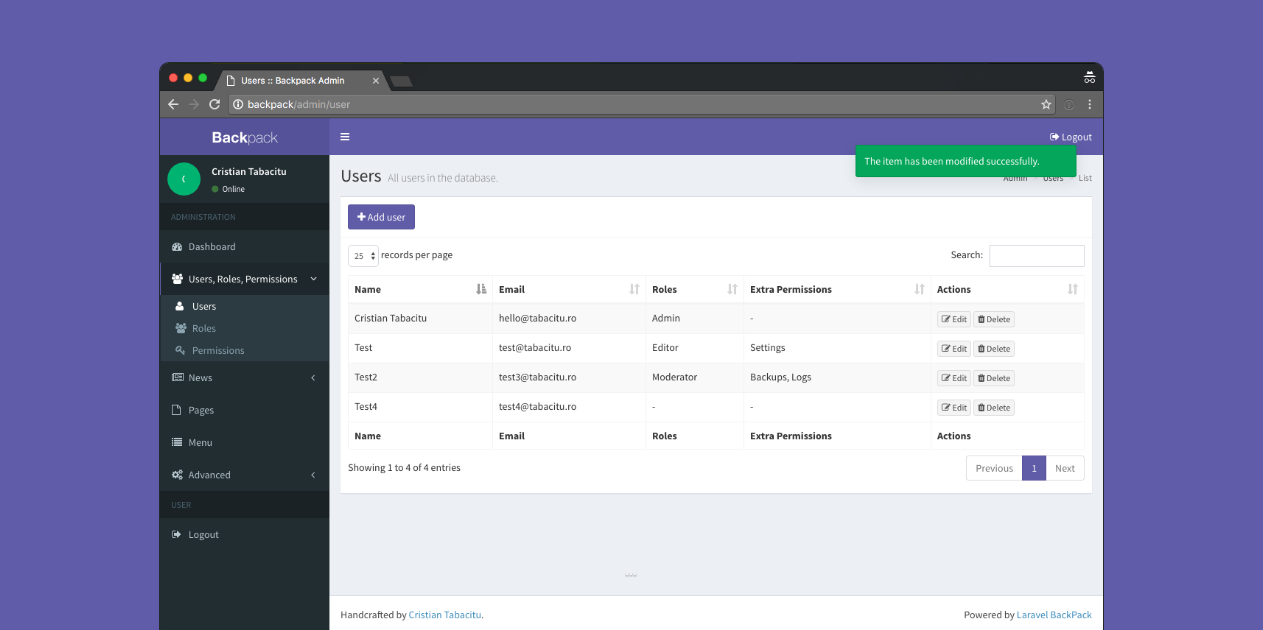 Users :: Backpack Admin
backpack/admin/user
Backpack
Logout
Cristian Tabacitu
Online
The item has been modified successfully.
Users All users in the database.
Admin Users List
ADMINISTRATION
Dashboard
Users, Roles, Permissions
Users
Roles
Permissions
News
Pages
Menu
Advanced
USER
Logout
Add user
25 records per page
Search:
Name Email Roles Extra Permissions Actions
Cristian Tabacitu hello@tabacitu.ro Admin - Edit Delete
Test test@tabacitu.ro Editor Settings Edit Delete
Test2 test3@tabacitu.ro Moderator Backups, Logs Edit Delete
Test4 test4@tabacitu.ro - - Edit Delete
Name Email Roles Extra Permissions Actions
Showing 1 to 4 of 4 entries
Previous 1 Next
Handcrafted by Cristian Tabacitu.
Powered by Laravel BackPack